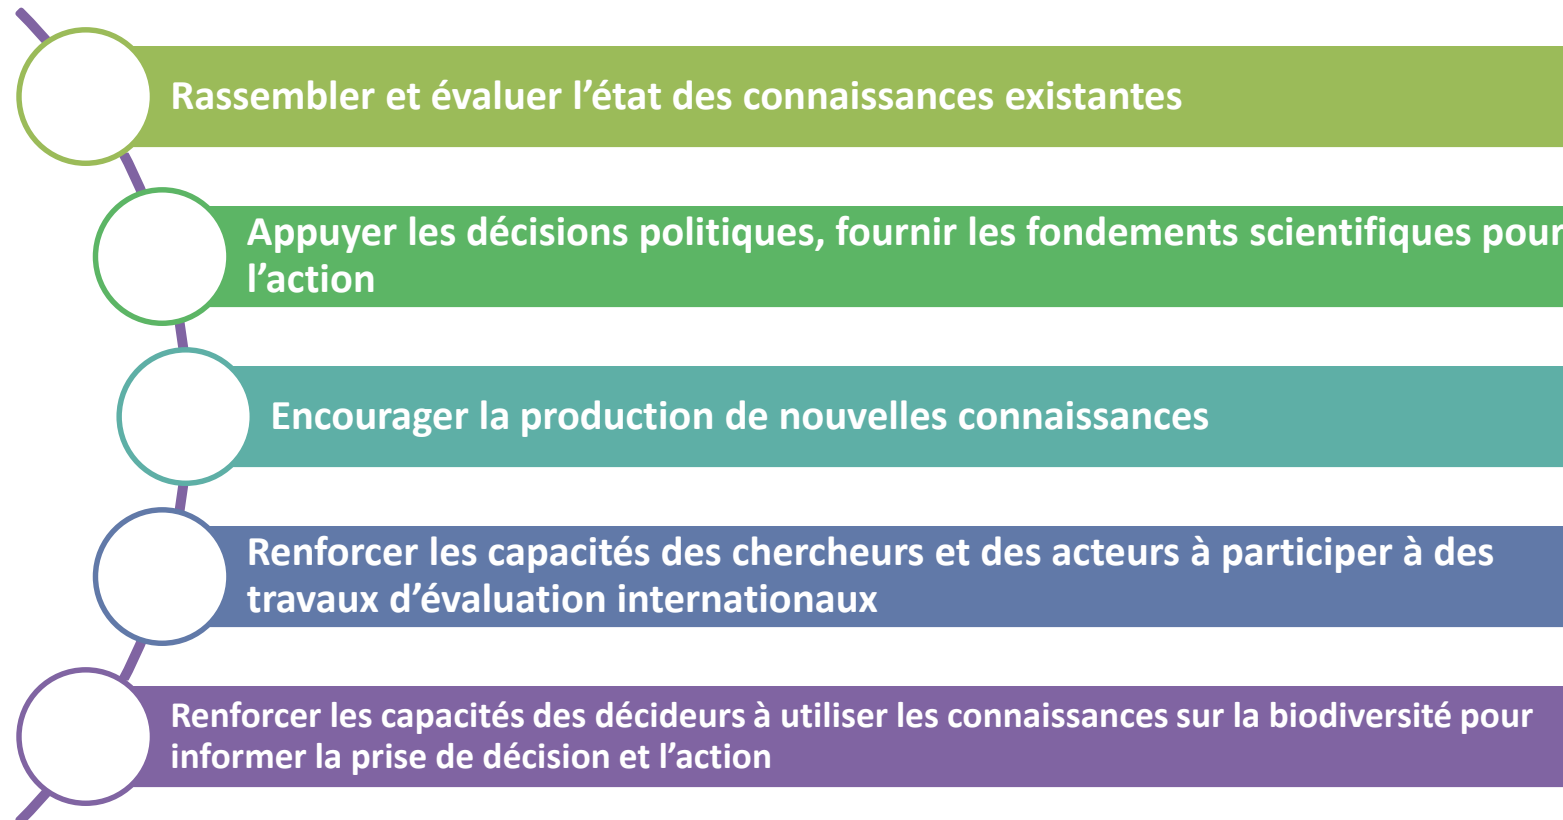 Rassembler et évaluer l’état des connaissances existantes
Appuyer les décisions politiques, fournir les fondements scientifiques pour
l’action
Encourager la production de nouvelles connaissances
Renforcer les capacités des chercheurs et des acteurs à participer à des
travaux d’évaluation internationaux
Renforcer les capacités des décideurs à utiliser les connaissances sur la biodiversité pour
informer la prise de décision et l’action